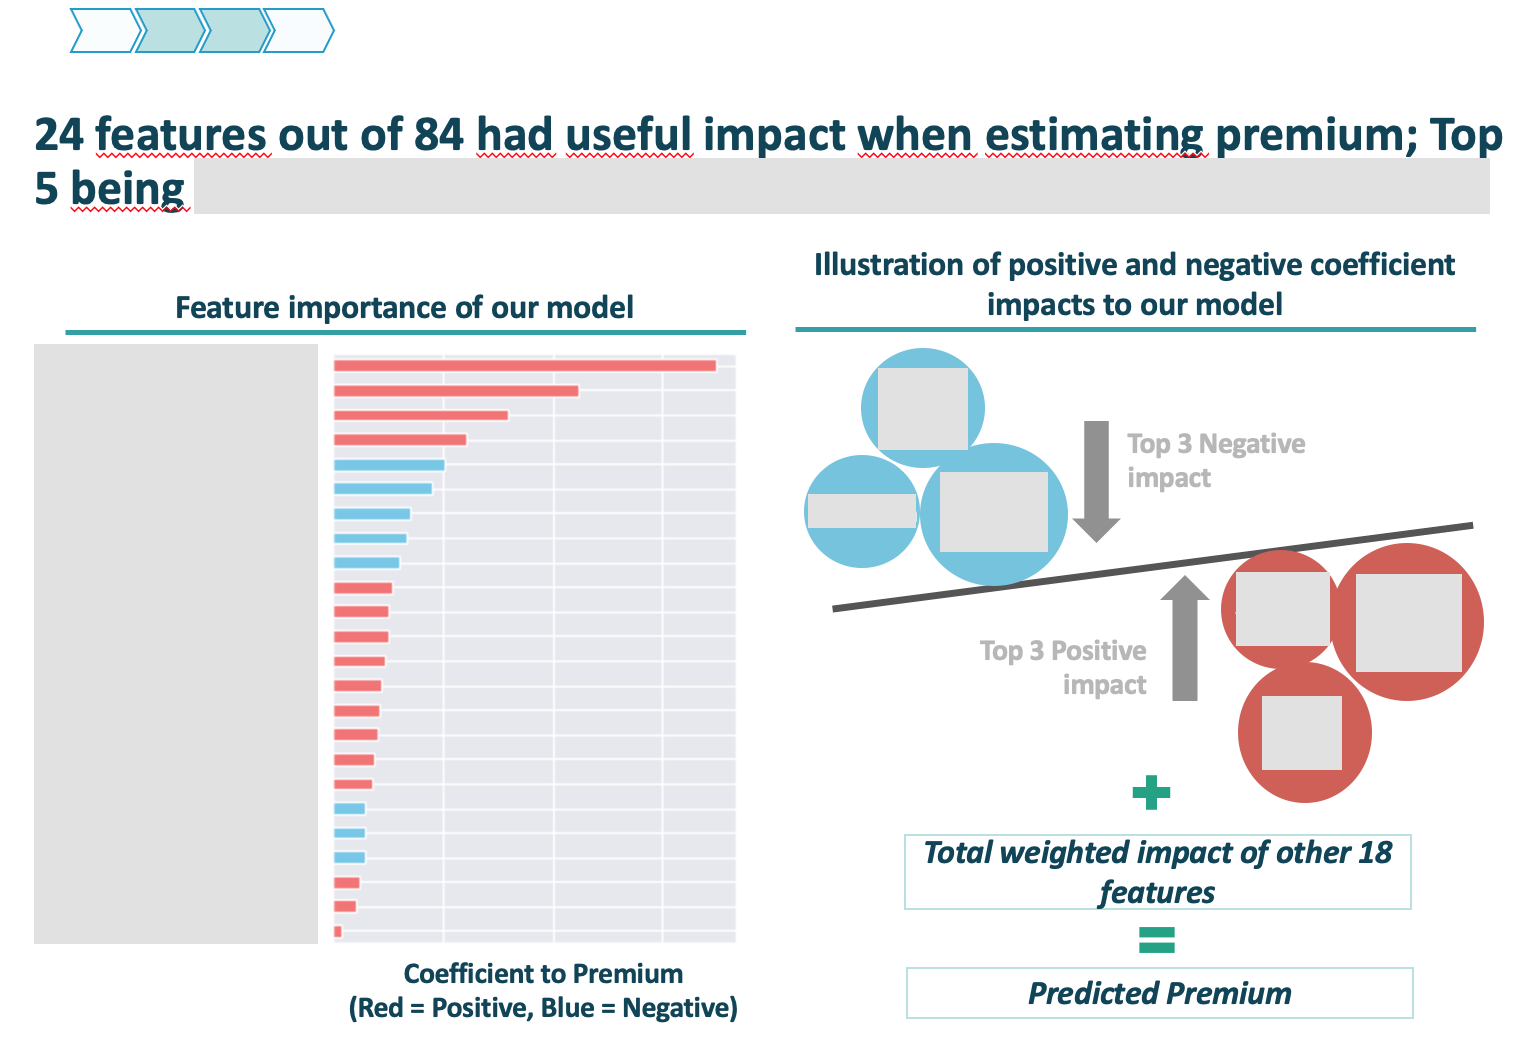 24 features out of 84 had useful impact when estimating premium; Top
5 being
Feature importance of our model
Coefficient to Premium
(Red = Positive, Blue = Negative)
Illustration of positive and negative coefficient
impacts to our model
Top 3 Negative
impact
Top 3 Positive
impact
+
Total weighted impact of other 18
features
=
Predicted Premium